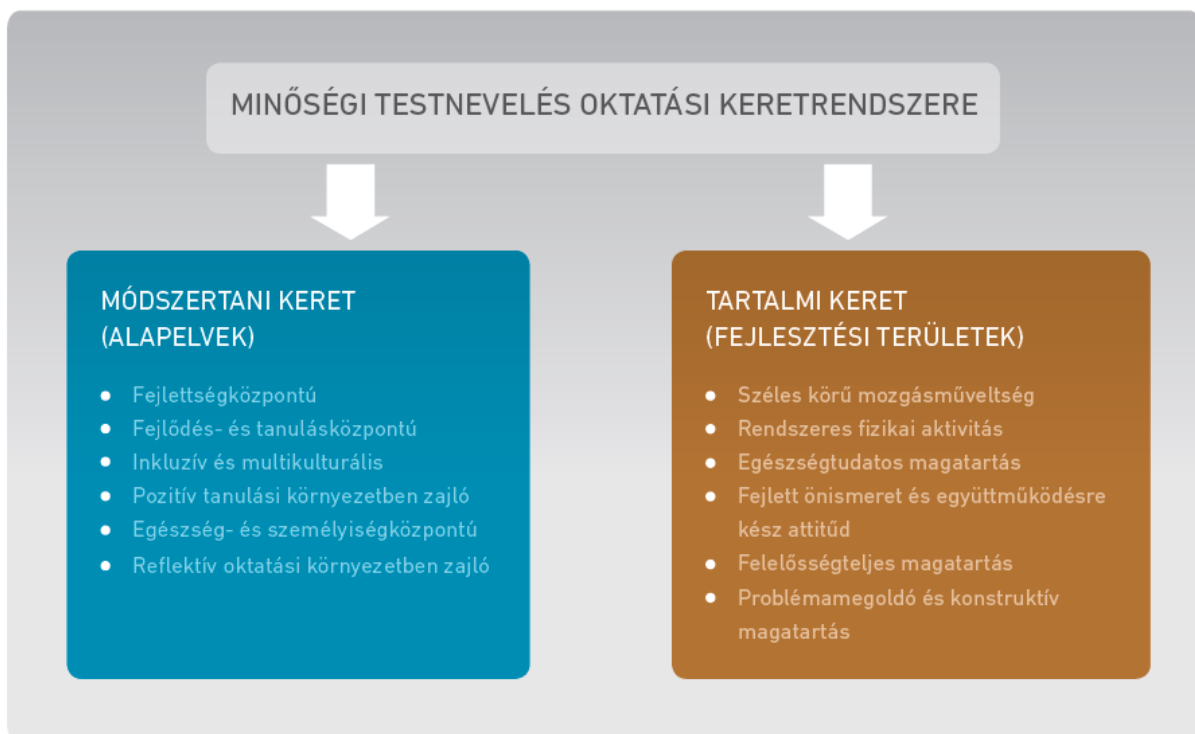 MINŐSÉGI TESTNEVELÉS OKTATÁSI KERETRENDSZERE
MÓDSZERTANI KERET
(ALAPELVEK)
• Fejlettségközpontú
• Fejlődés- és tanulásközpontú
• Inkluzív és multikulturális
• Pozitív tanulási környezetben zajló
• Egészség- és személyiségközpontú
• Reflektív oktatási környezetben zajló
TARTALMI KERET
(FEJLESZTÉSI TERÜLETEK)
• Széles körű mozgásműveltség
• Rendszeres fizikai aktivitás
• Egészségtudatos magatartás
• Fejlett önismeret és együttműködésre
kész attitűd
• Felelősségteljes magatartás
• Problémamegoldó és konstruktív
magatartás